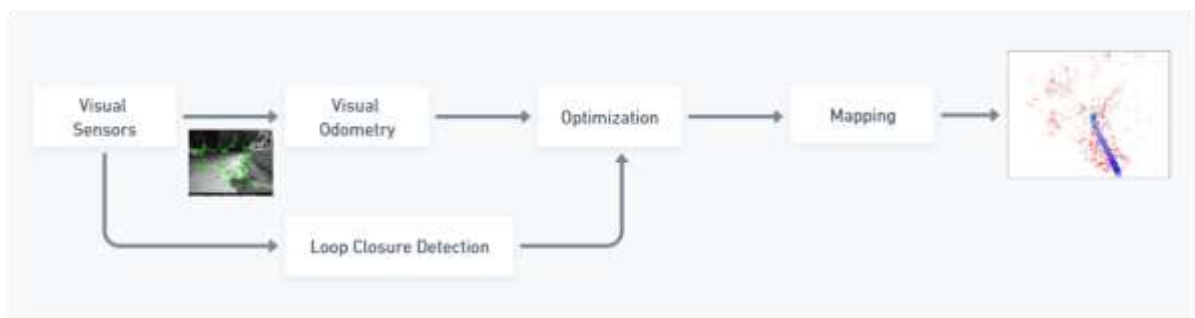 Visual
Sensors
Visual
Odometry
Optimization
Mapping
Loop Closure Detection